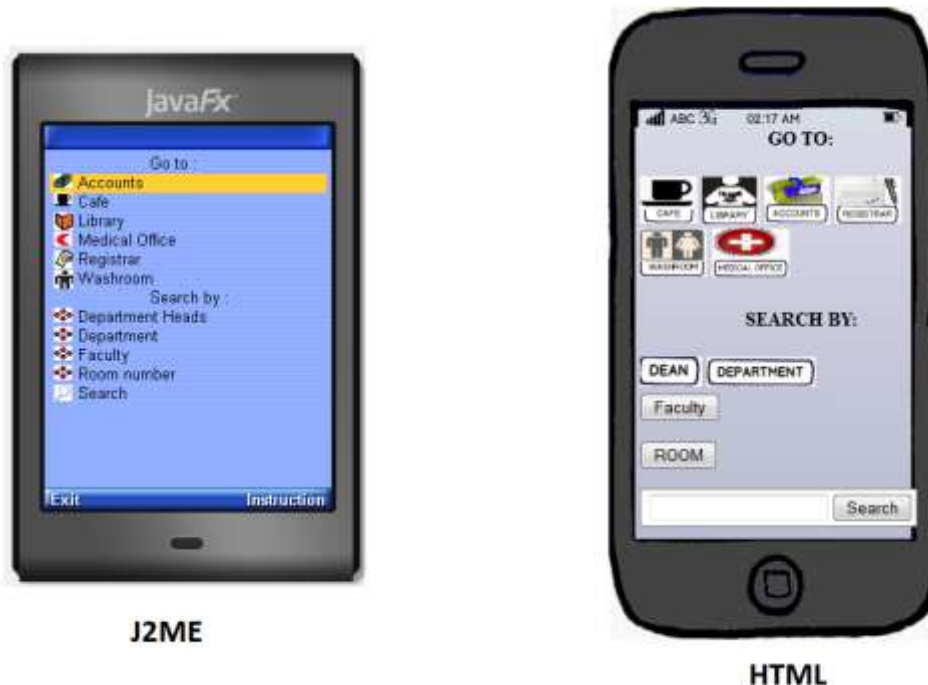 JavaFx
Go to :
Accounts
Cafe
Library
Medical Office
Registrar
Washroom
Search by :
Department Heads
Department
Faculty
Room number
Search
Exit Instruction
J2ME
ABC 3G 02:17 AM
GO TO:
CAFE LIBRARY ACCOUNTS REGISTRAR
WASHROOM MEDICAL OFFICE
SEARCH BY:
DEAN DEPARTMENT
Faculty
ROOM
Search
HTML